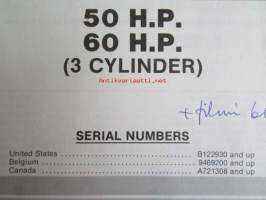 50 H.P.
60 H.P.
(3 CYLINDER)
antikvariaatti.net
+ filmi
SERIAL NUMBERS
United States B122930 and up
Belgium 9469200 and up
Canada A721308 and up